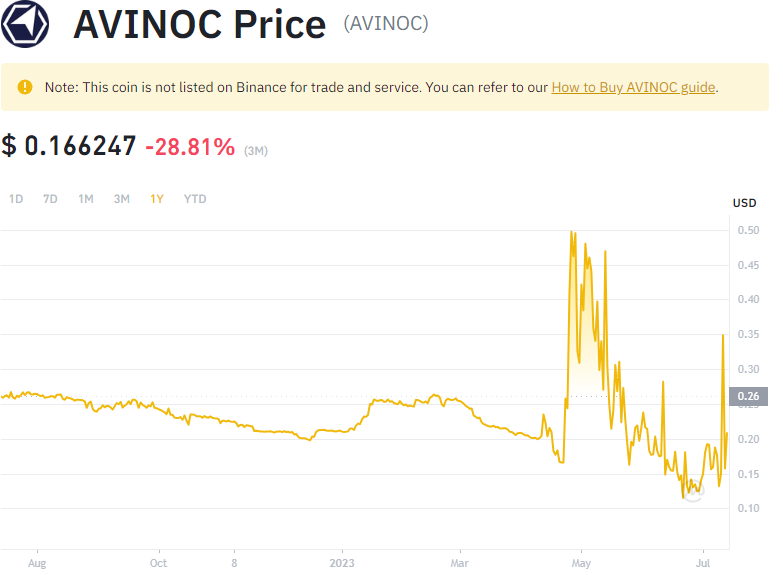 AVINOC Price (AVINOC)
Note: This coin is not listed on Binance for trade and service. You can refer to our How to Buy AVINOC guide.
$ 0.166247 -28.81% (3M)
1D 7D 1M 3M 1Y YTD
USD
0.50
0.45
0.40
0.35
0.30
0.26
0.25
0.20
0.15
0.10
Aug Oct 8 2023 Mar May Jul